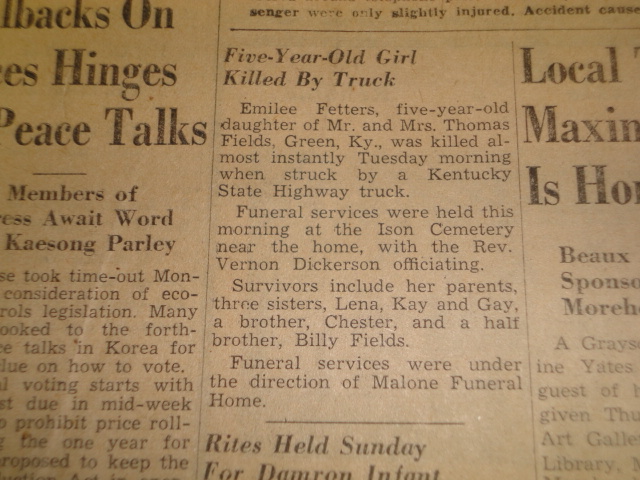 senger were only slightly injured. Accident cause
Five-Year-Old Girl
Killed By Truck
Emilee Fetters, five-year-old
daughter of Mr. and Mrs. Thomas
Fields, Green, Ky., was killed al-
most instantly Tuesday morning
when struck by a Kentucky
State Highway truck.
Funeral services were held this
morning at the Ison Cemetery
near the home, with the Rev.
Vernon Dickerson officiating.
Survivors include her parents,
three sisters, Lena, Kay and Gay,
a brother, Chester, and a half
brother, Billy Fields.
Funeral services were under
the direction of Malone Funeral
Home.
Rites Held Sunday
For Damron Infant
llbacks On
es Hinges
Peace Talks
Members of
ess Await Word
Kaesong Parley
se took time-out Mon-
consideration of eco-
rols legislation. Many
ooked to the forth-
ce talks in Korea for
lue on how to vote.
l voting starts with
st due in mid-week
o prohibit price roll-
g the one year for
proposed to keep the
Local
Maxim
Is Ho
Beaux
Sponso
Moreh
A Grayso
ine Yates
guest of h
given Thu
Art Galle
Library, M